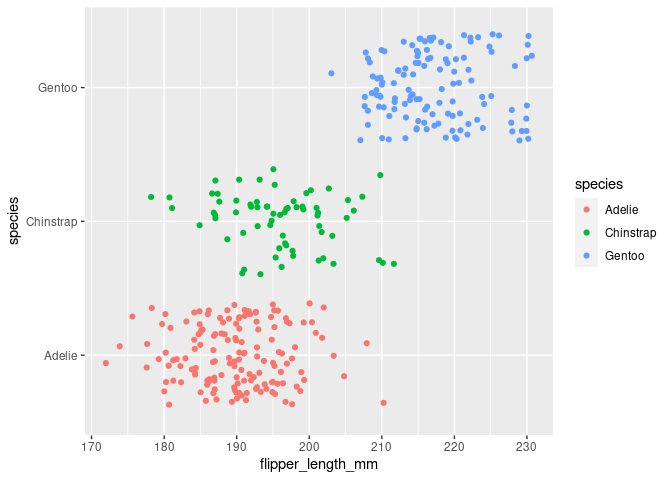 Gentoo
Chinstrap
Adelie
species
170 180 190 200 210 220 230
flipper_length_mm
species
Adelie
Chinstrap
Gentoo